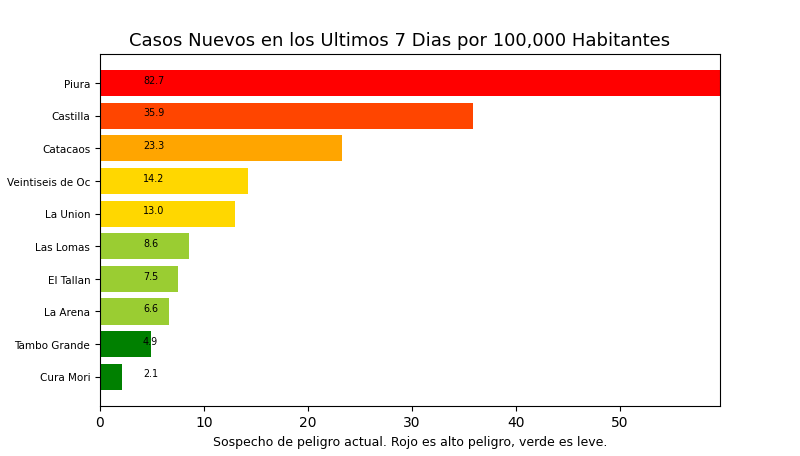 Casos Nuevos en los Ultimos 7 Dias por 100,000 Habitantes
Piura 82.7
Castilla 35.9
Catacaos 23.3
Veintiseis de Oc 14.2
La Union 13.0
Las Lomas 8.6
El Tallan 7.5
La Arena 6.6
Tambo Grande 4.9
Cura Mori 2.1
0 10 20 30 40 50
Sospecho de peligro actual. Rojo es alto peligro, verde es leve.